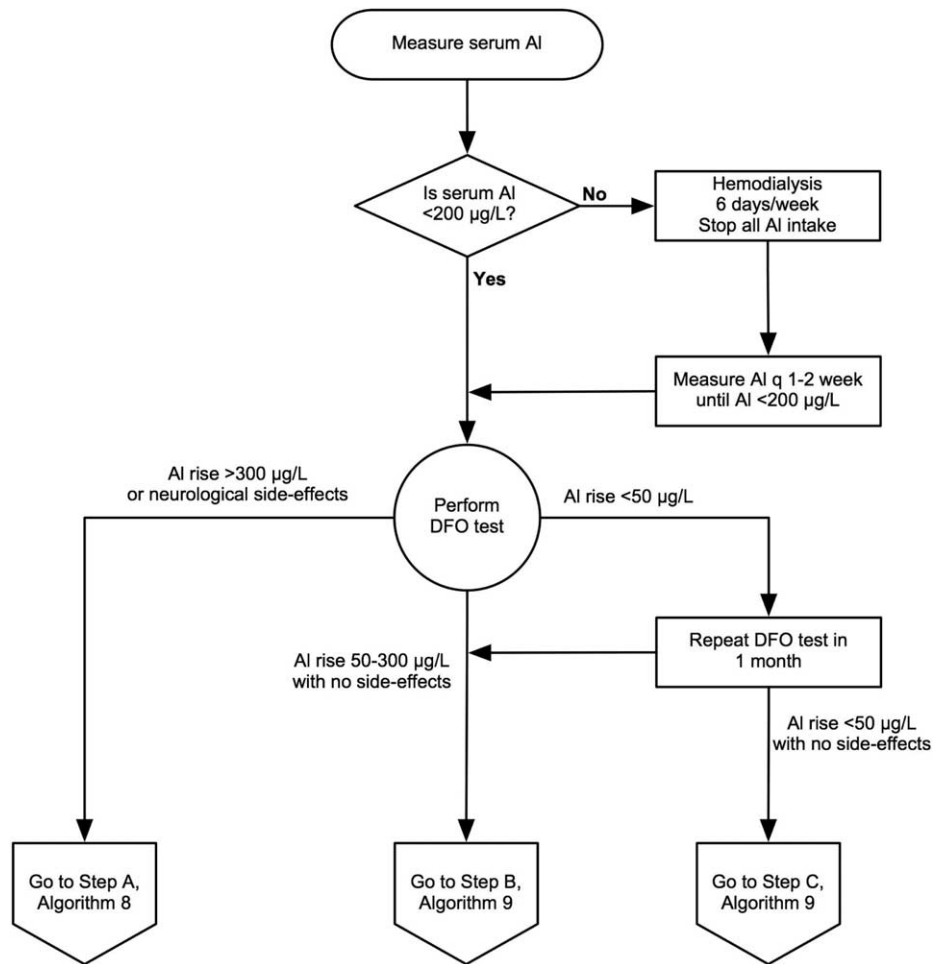 Measure serum Al
Is serum Al
<200 µg/L?
No
Hemodialysis
6 days/week
Stop all Al intake
Yes
Measure Al q 1-2 week
until Al <200 µg/L
Al rise >300 µg/L
or neurological side-effects
Perform
DFO test
Al rise <50 µg/L
Al rise 50-300 µg/L
with no side-effects
Repeat DFO test in
1 month
Al rise <50 µg/L
with no side-effects
Go to Step A,
Algorithm 8
Go to Step B,
Algorithm 9
Go to Step C,
Algorithm 9